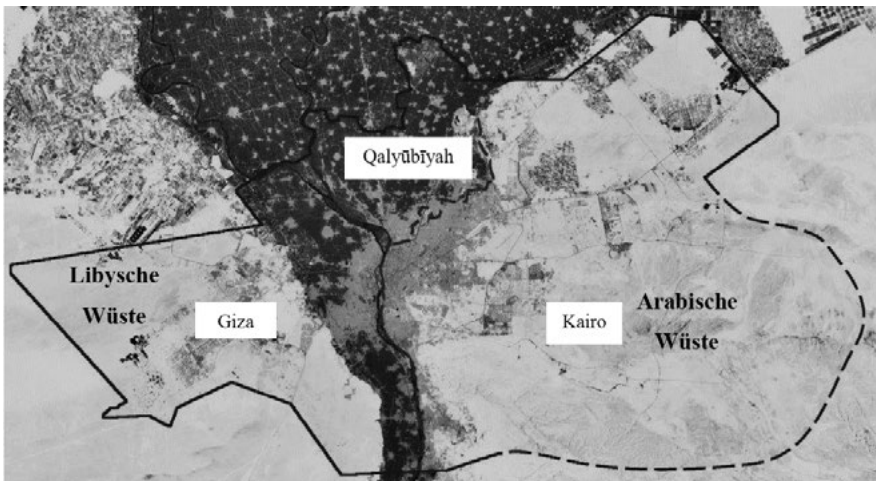 Qalyūbīyah
Libysche
Wüste
Giza
Kairo
Arabische
Wüste